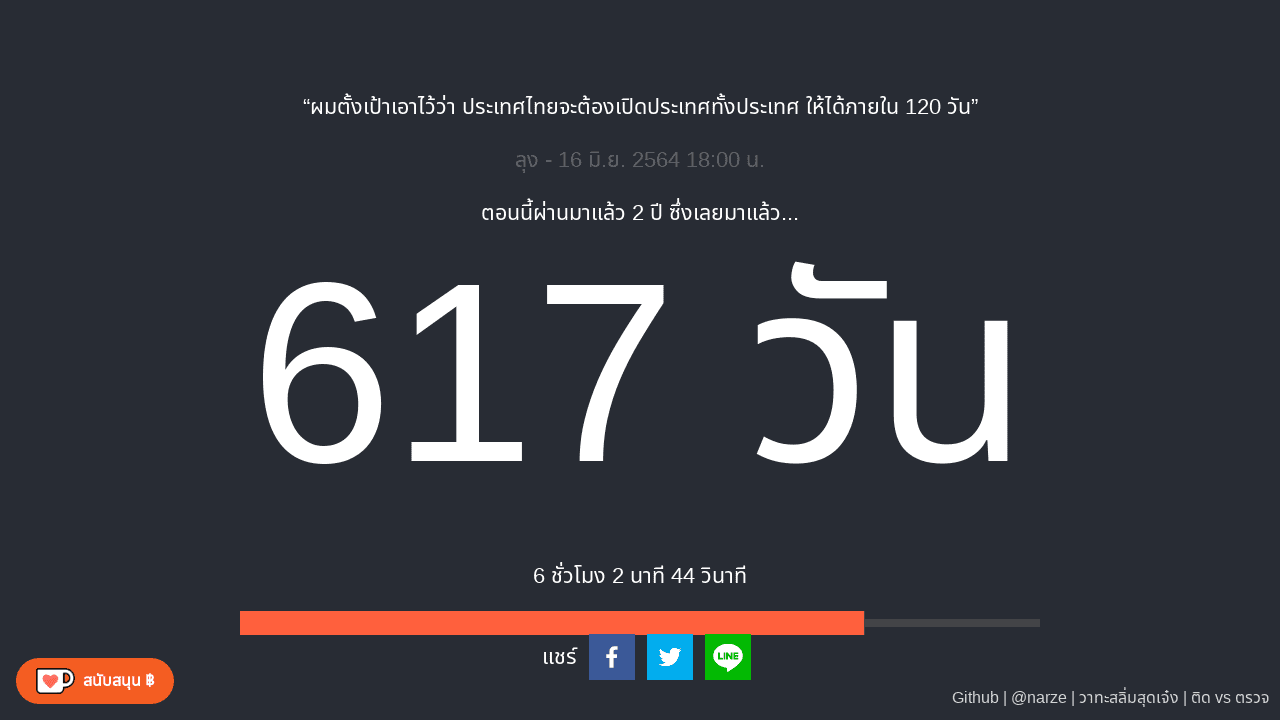 “ผมตั้งเป้าเอาไว้ว่า ประเทศไทยจะต้องเปิดประเทศทั้งประเทศ ให้ได้ภายใน 120 วัน”
ลุง - 16 มิ.ย. 2564 18:00 น.
ตอนนี้ผ่านมาแล้ว 2 ปี ซึ่งเลยมาแล้ว...
617 วัน
6 ชั่วโมง 2 นาที 44 วินาที
แชร์
LINE
สนับสนุน ฿
Github | @narze | วาทะสลิ่มสุดเจ๋ง | ติด vs ตรวจ